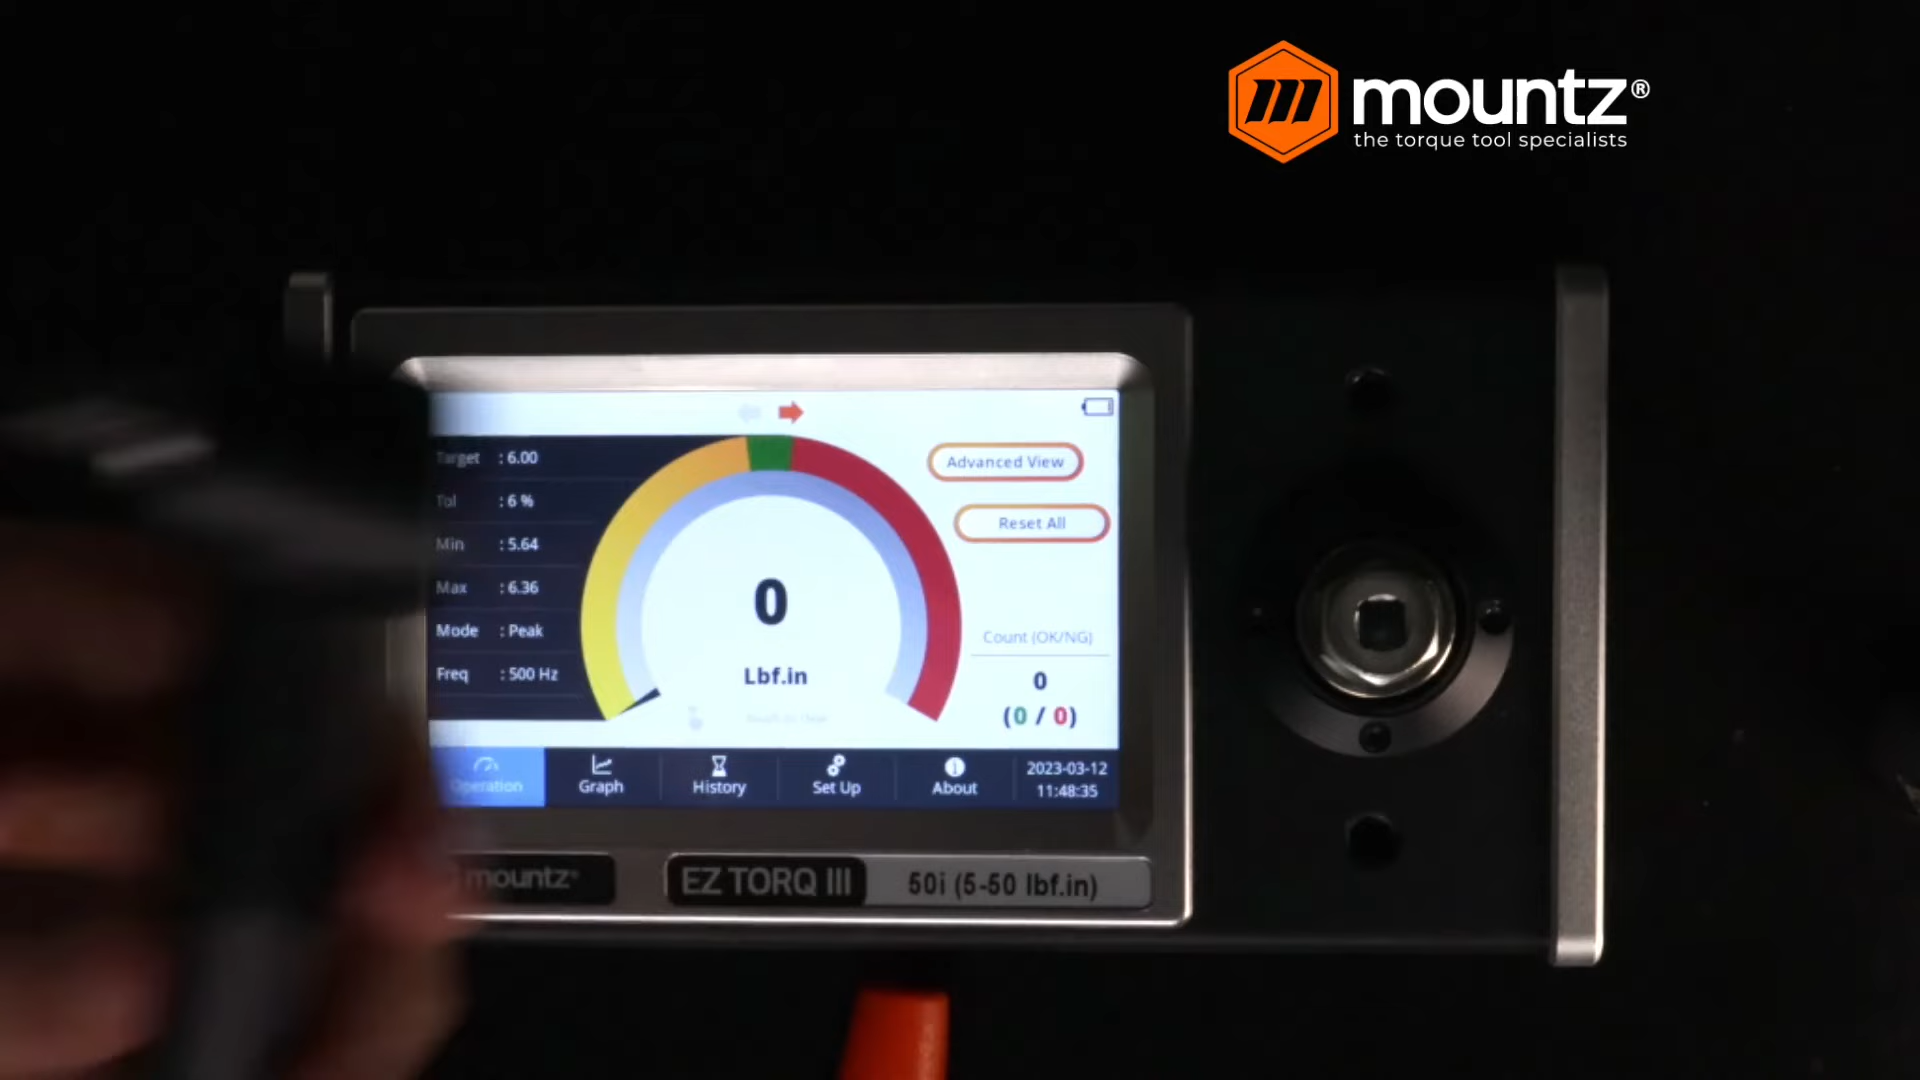 mountz®
the torque tool specialists
Target : 6.00
Tol : 6 %
Min : 5.64
Max : 6.36
Mode : Peak
Freq : 500 Hz
0
Lbf.in
Advanced View
Reset All
Count (OK/NG)
0
(0 / 0)
Operation
Graph
History
Set Up
About
2023-03-12
11:48:35
mountz®
EZ TORQ III
50i (5-50 lbf.in)